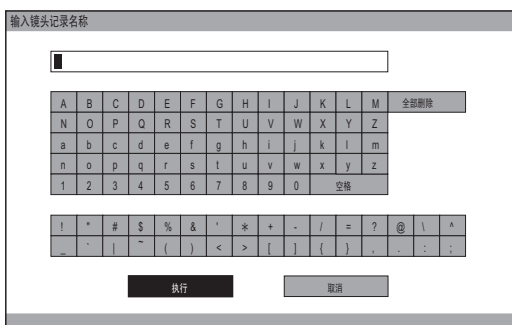 输入镜头记录名称
A B C D E F G H I J K L M 全部删除
N O P Q R S T U V W X Y Z
a b c d e f g h i j k l m
n o p q r s t u v w x y z
1 2 3 4 5 6 7 8 9 0 空格
! " # $ % & ' * + - / = ? @ \ ^
_ ` | ~ ( ) < > [ ] { } , . : ;
执行 取消